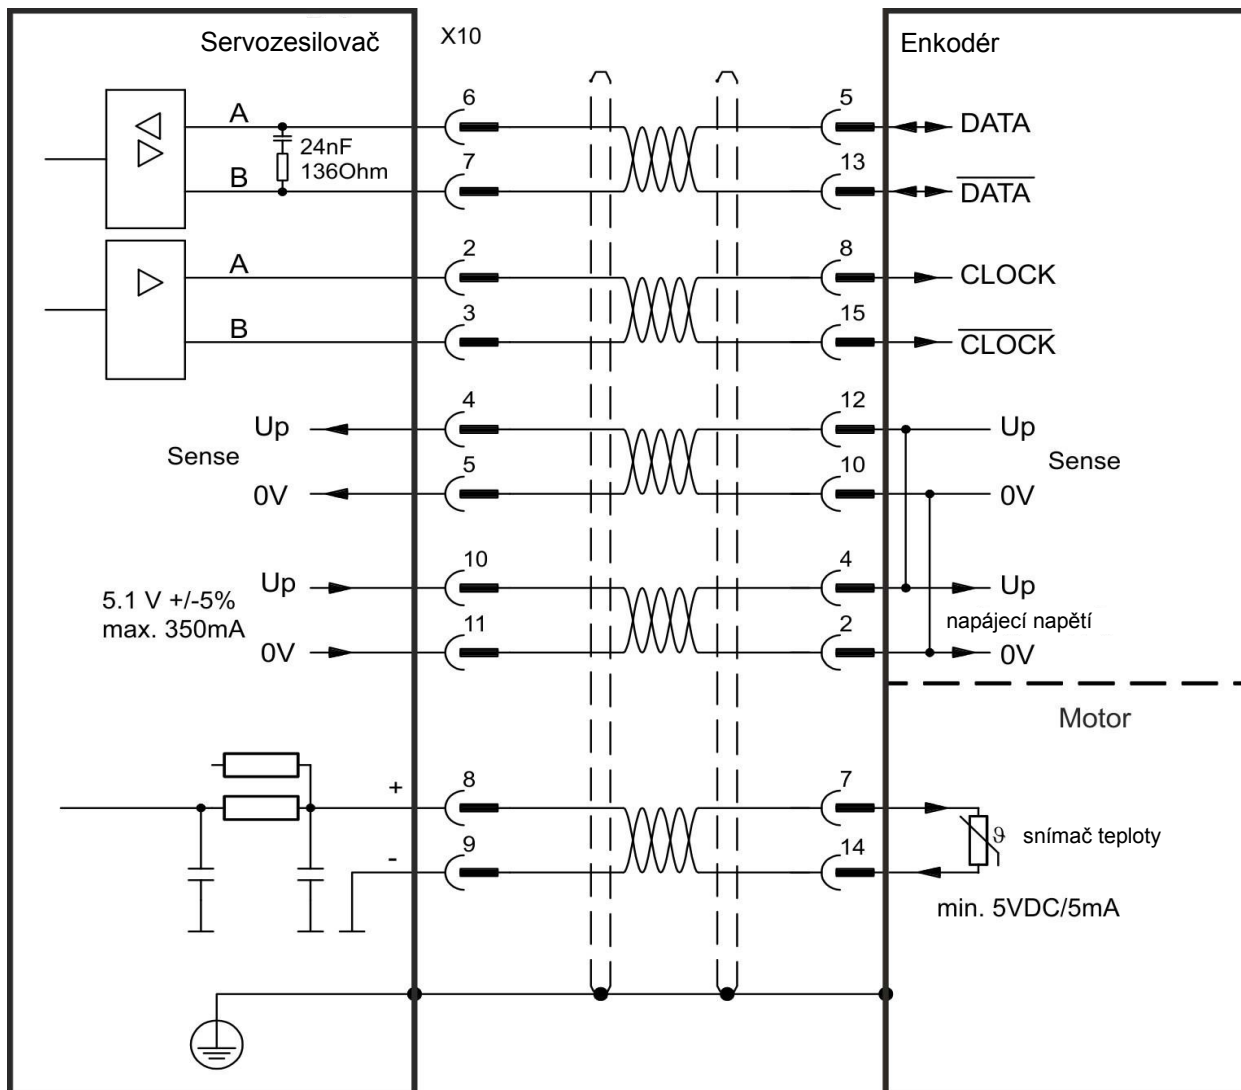 Servozesilovač
X10
Enkodér
A
6
5
DATA
24nF
136Ohm
B
7
13
DATA
A
2
8
CLOCK
B
3
15
CLOCK
Up
4
12
Up
Sense
Sense
0V
5
10
0V
5.1 V +/-5%
max. 350mA
Up
10
4
Up
napájecí napětí
0V
11
2
0V
Motor
+
8
7
ϑ snímač teploty
-
9
14
min. 5VDC/5mA